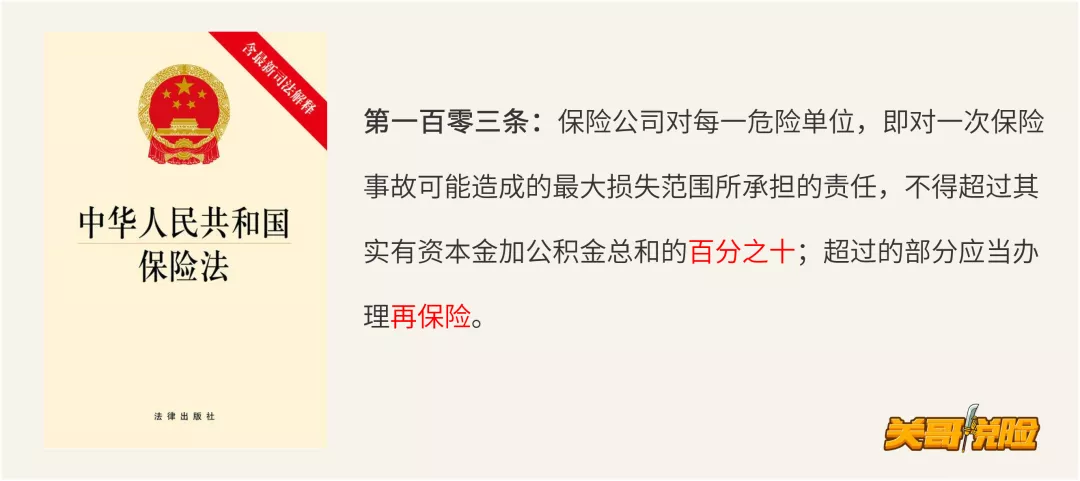 含最新司法解释
中华人民共和国
保险法
法律出版社
第一百零三条：保险公司对每一危险单位，即对一次保险
事故可能造成的最大损失范围所承担的责任，不得超过其
实有资本金加公积金总和的百分之十；超过的部分应当办
理再保险。
关哥说险